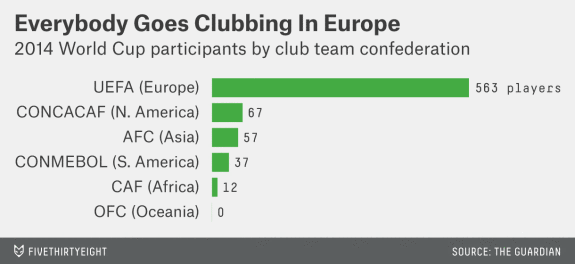 Everybody Goes Clubbing In Europe
2014 World Cup participants by club team confederation
UEFA (Europe) 563 players
CONCACAF (N. America) 67
AFC (Asia) 57
CONMEBOL (S. America) 37
CAF (Africa) 12
OFC (Oceania) 0
FIVETHIRTYEIGHT SOURCE: THE GUARDIAN